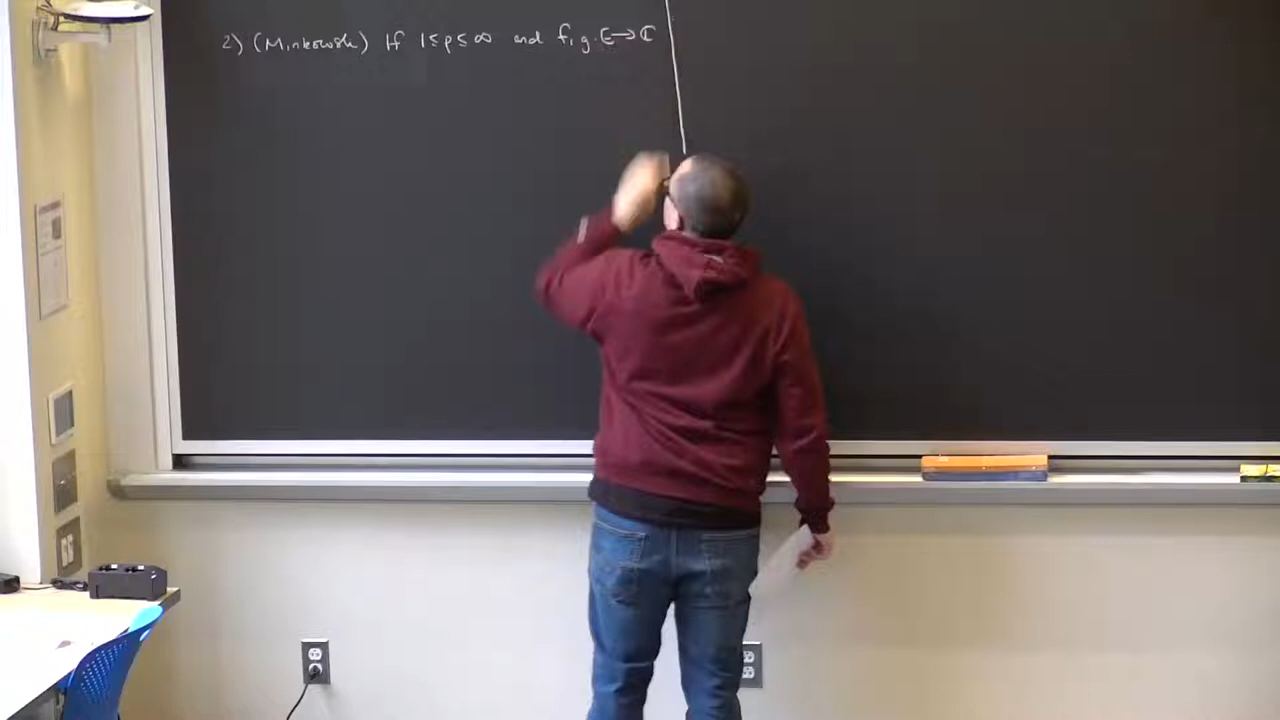 2) (Minkowski) If 1≤p≤∞ and f,g: E→ℂ